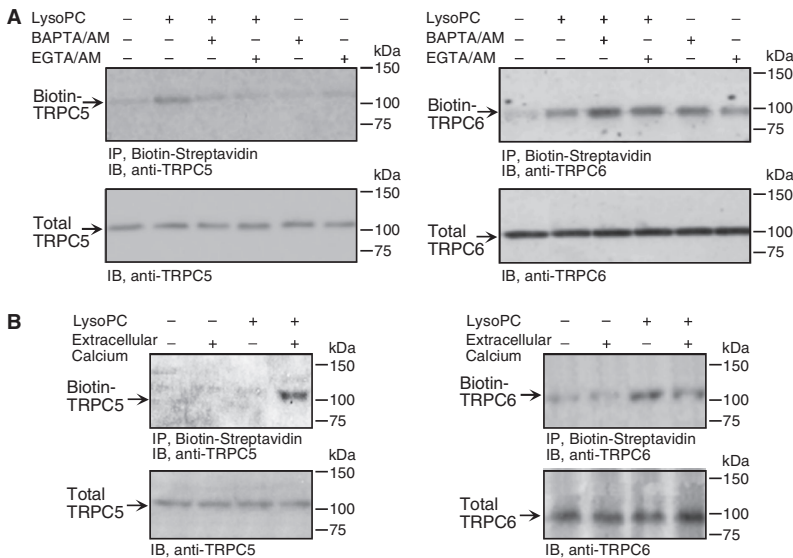 A
LysoPC – + + + – –
BAPTA/AM – – + – + –
EGTA/AM – – – + – +
kDa
150
Biotin-
TRPC5
100
75
IP, Biotin-Streptavidin
IB, anti-TRPC5
kDa
150
Total
TRPC5
100
75
IB, anti-TRPC5
LysoPC – + + + – –
BAPTA/AM – – + – + –
EGTA/AM – – – + – +
kDa
150
Biotin-
TRPC6
100
75
IP, Biotin-Streptavidin
IB, anti-TRPC6
kDa
150
Total
TRPC6
100
75
IB, anti-TRPC6
B
LysoPC – – + +
Extracellular – + – +
Calcium
kDa
150
Biotin-
TRPC5
100
75
IP, Biotin-Streptavidin
IB, anti-TRPC5
kDa
150
Total
TRPC5
100
75
IB, anti-TRPC5
LysoPC – – + +
Extracellular – + – +
Calcium
kDa
150
Biotin-
TRPC6
100
75
IP, Biotin-Streptavidin
IB, anti-TRPC6
kDa
150
Total
TRPC6
100
75
IB, anti-TRPC6